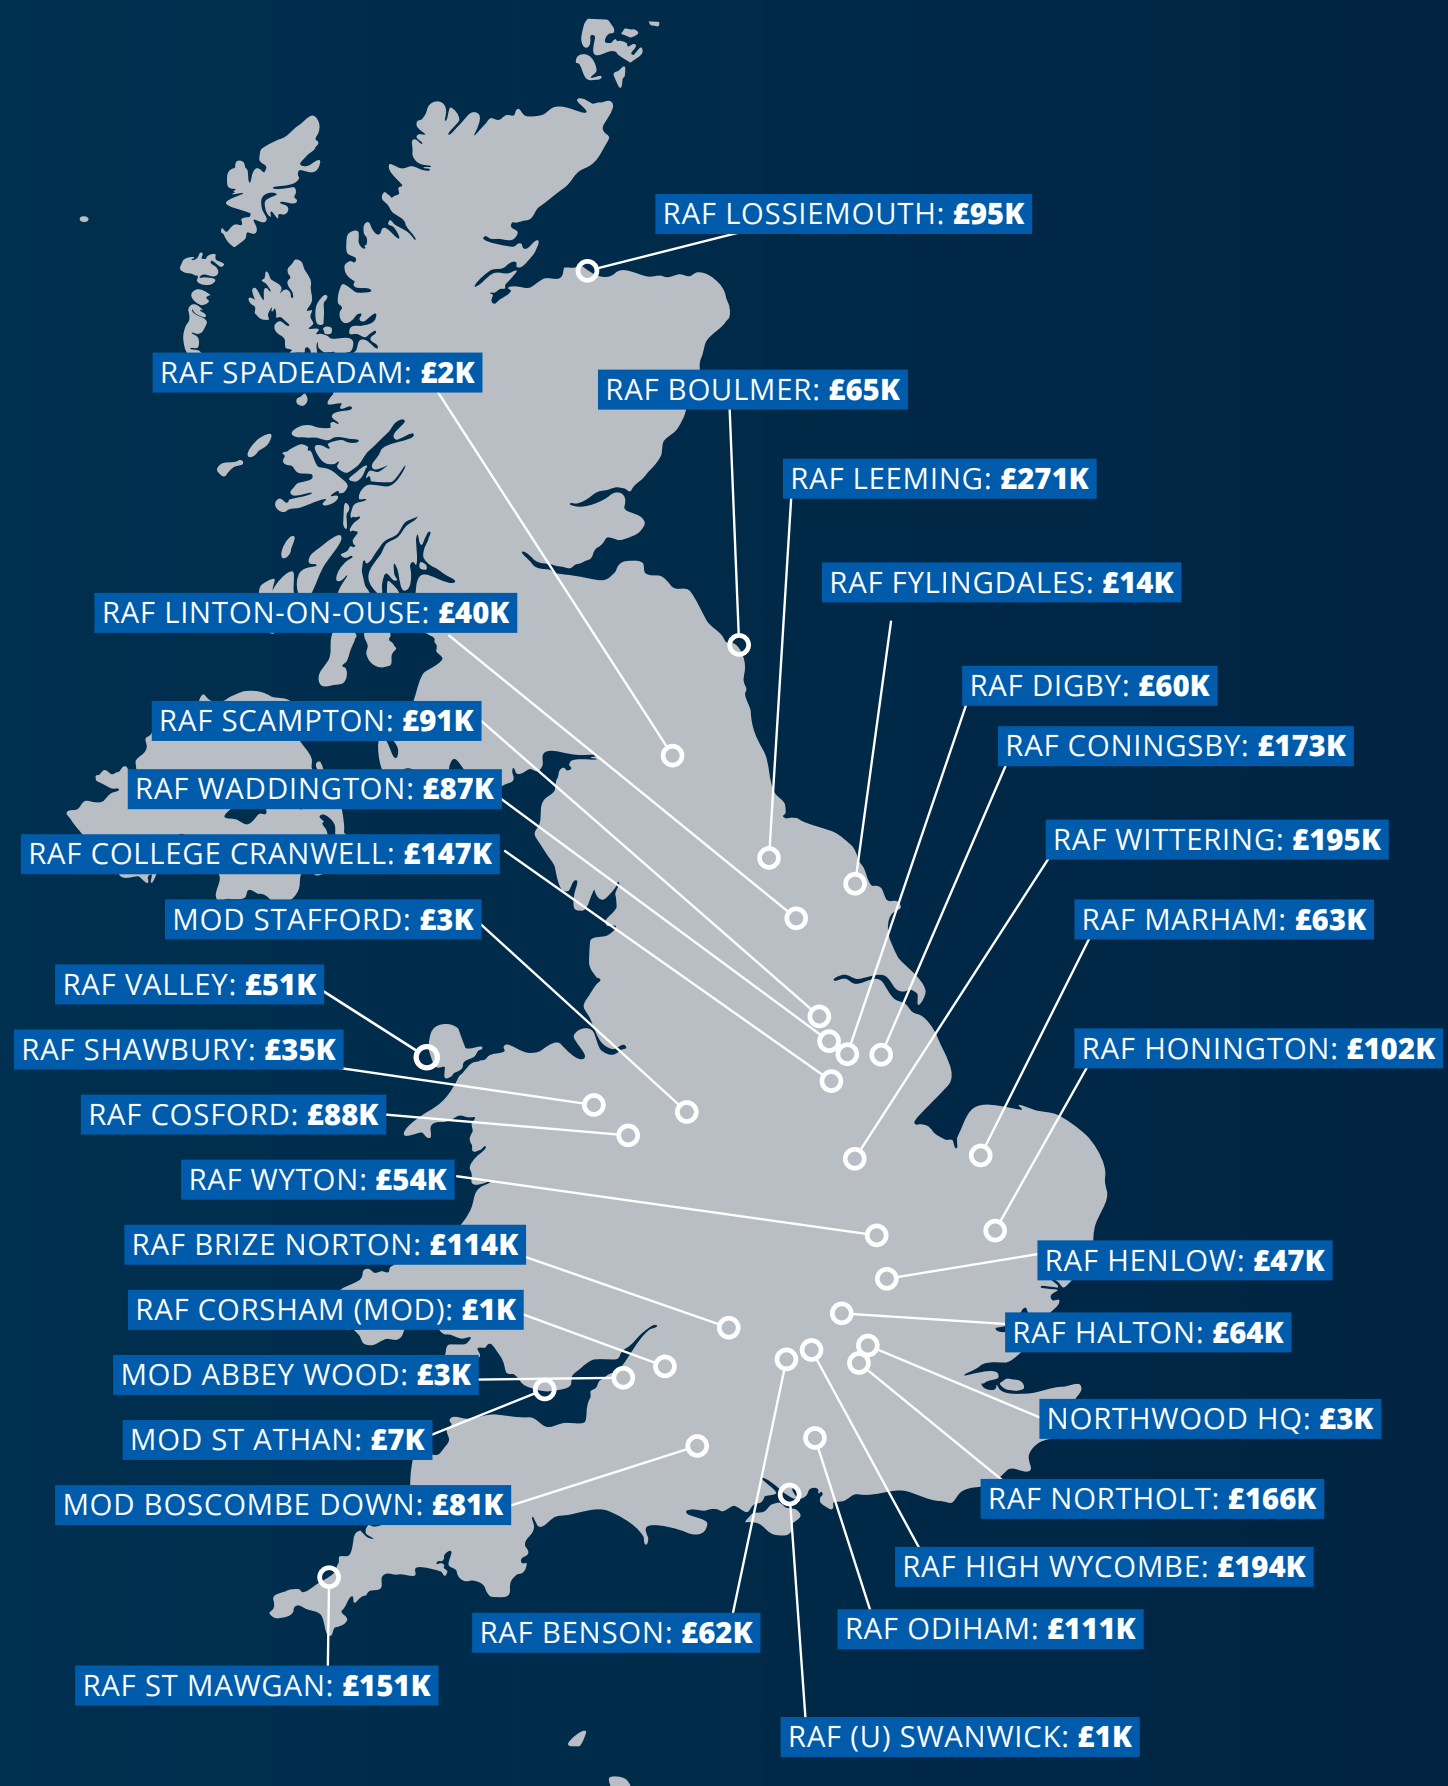 RAF LOSSIEMOUTH: £95K
RAF SPADEADAM: £2K
RAF BOULMER: £65K
RAF LEEMING: £271K
RAF FYLINGDALES: £14K
RAF LINTON-ON-OUSE: £40K
RAF DIGBY: £60K
RAF SCAMPTON: £91K
RAF CONINGSBY: £173K
RAF WADDINGTON: £87K
RAF WITTERING: £195K
RAF COLLEGE CRANWELL: £147K
MOD STAFFORD: £3K
RAF MARHAM: £63K
RAF VALLEY: £51K
RAF SHAWBURY: £35K
RAF HONINGTON: £102K
RAF COSFORD: £88K
RAF WYTON: £54K
RAF BRIZE NORTON: £114K
RAF HENLOW: £47K
RAF CORSHAM (MOD): £1K
RAF HALTON: £64K
MOD ABBEY WOOD: £3K
NORTHWOOD HQ: £3K
MOD ST ATHAN: £7K
RAF NORTHOLT: £166K
MOD BOSCOMBE DOWN: £81K
RAF HIGH WYCOMBE: £194K
RAF BENSON: £62K
RAF ODIHAM: £111K
RAF ST MAWGAN: £151K
RAF (U) SWANWICK: £1K